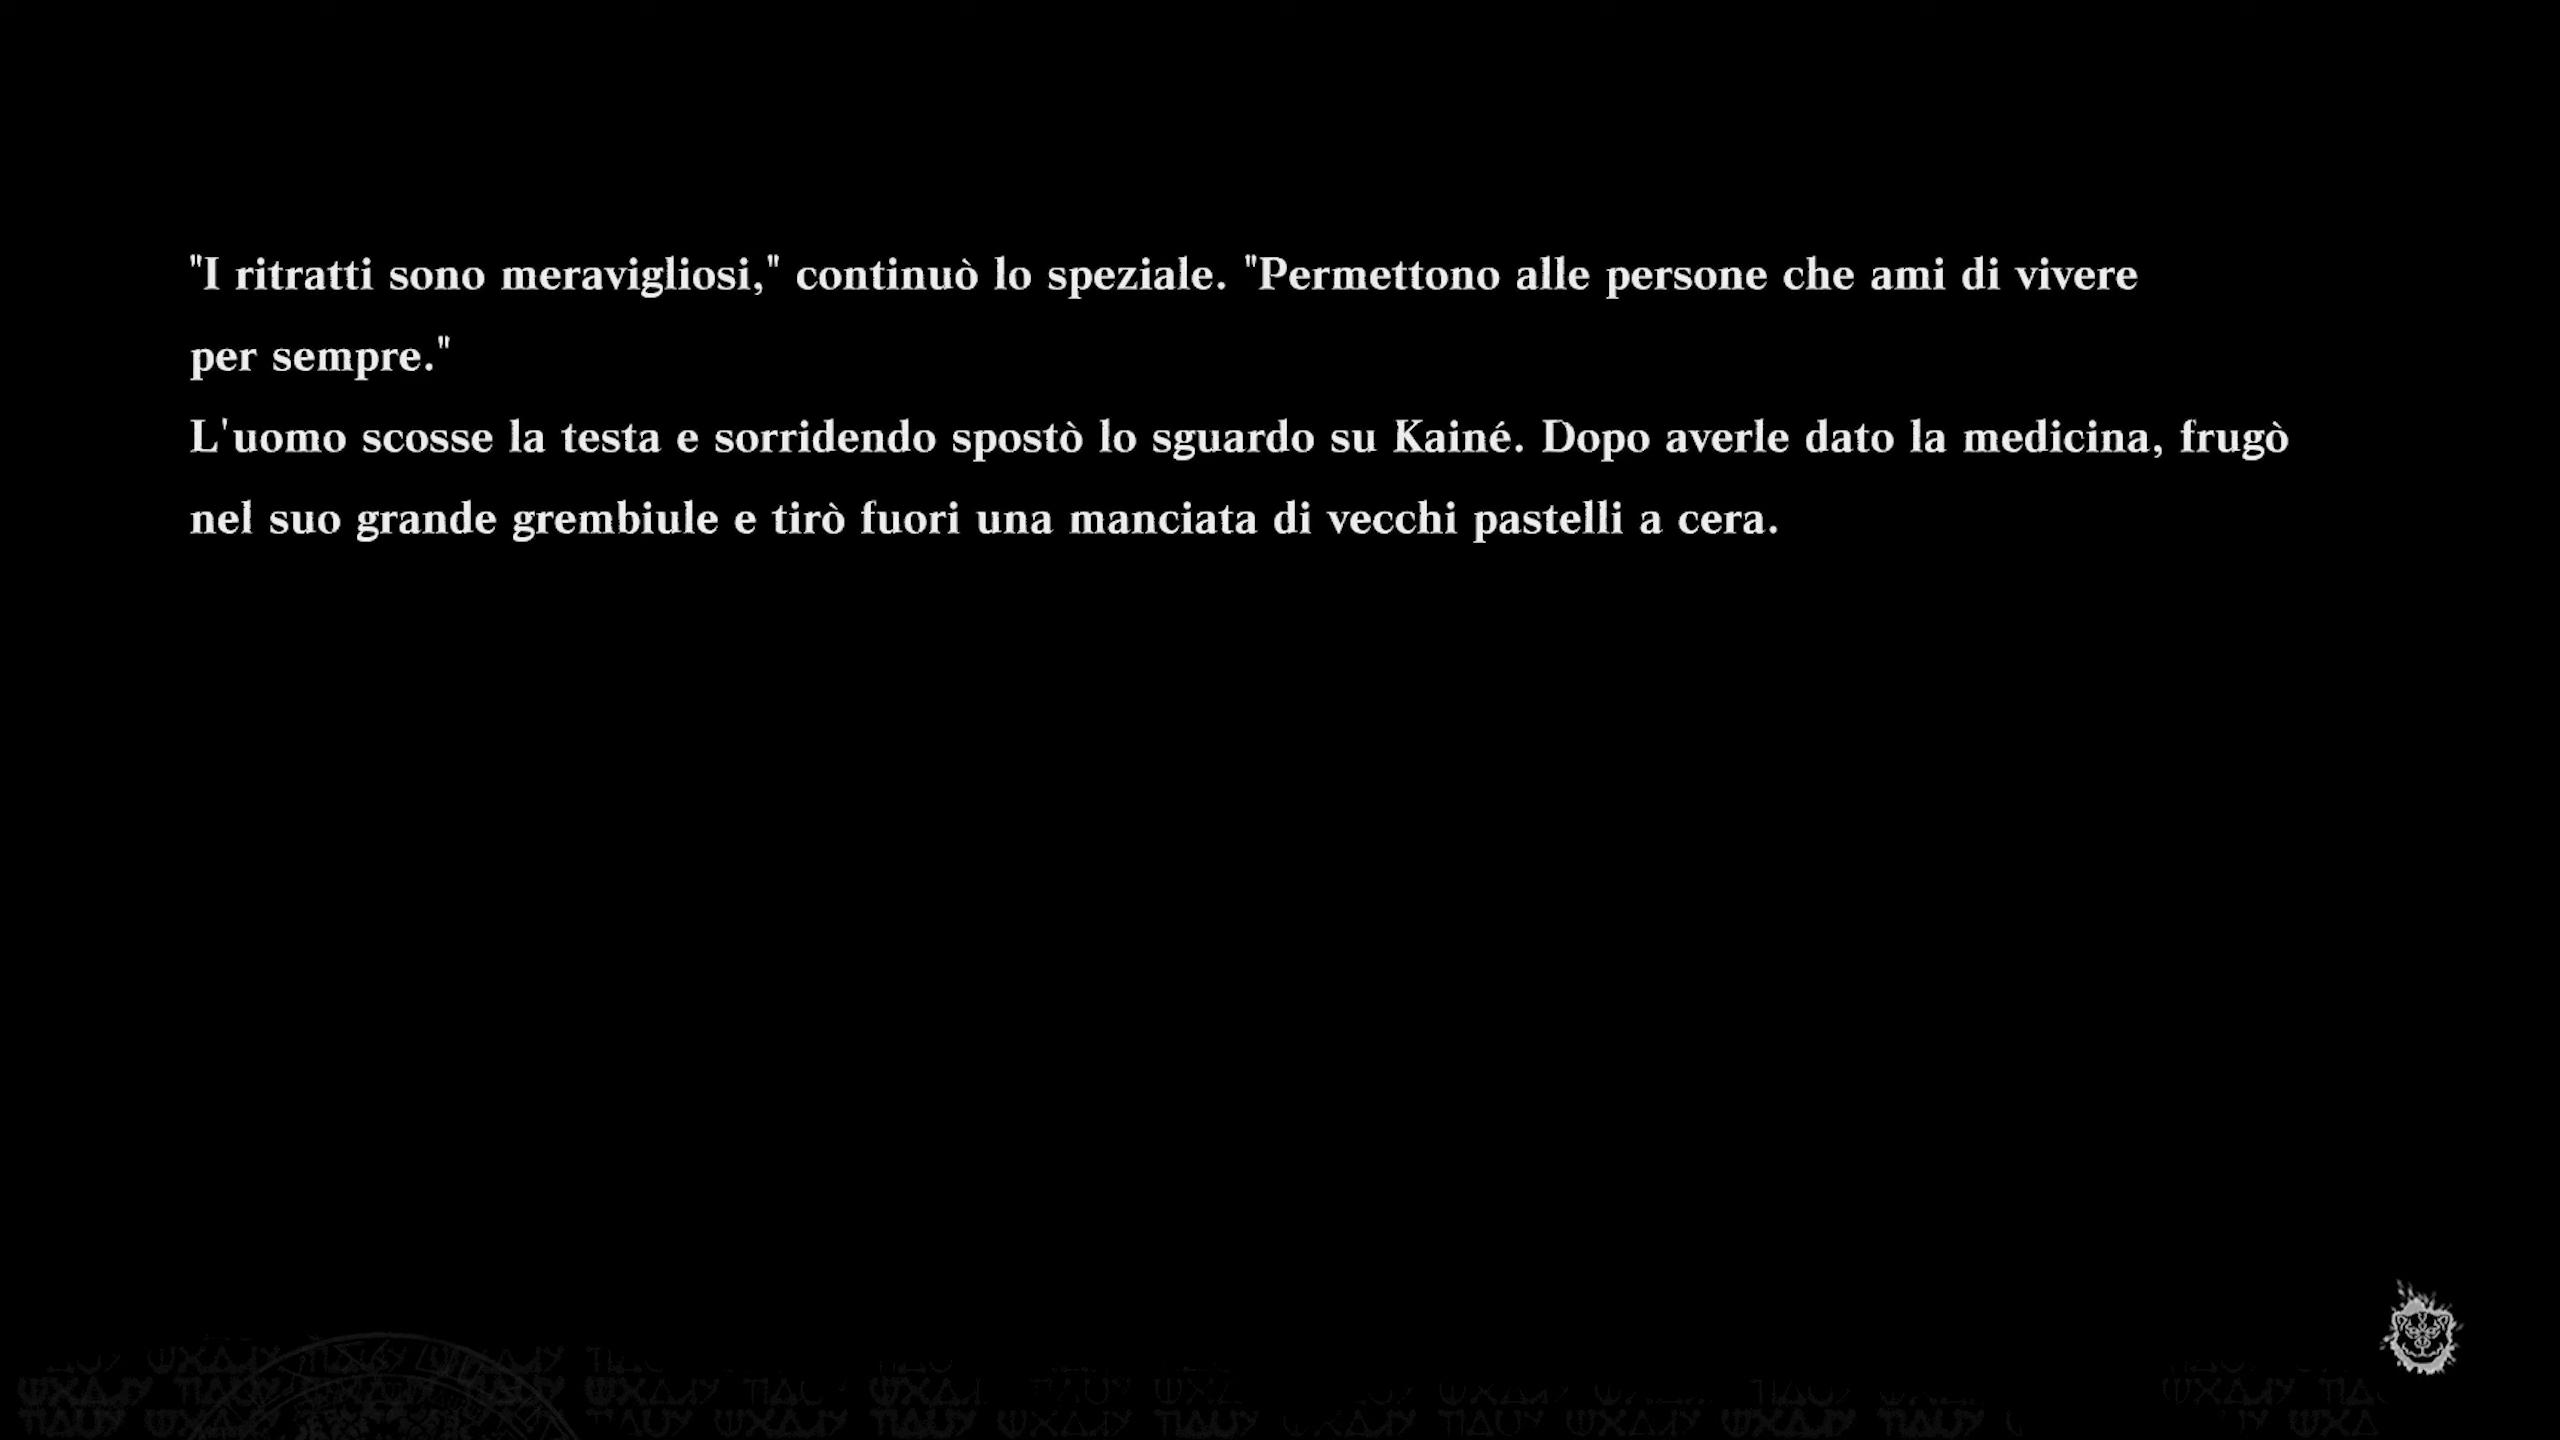 "I ritratti sono meravigliosi," continuò lo speziale. "Permettono alle persone che ami di vivere
per sempre."
L'uomo scosse la testa e sorridendo spostò lo sguardo su Kainé. Dopo averle dato la medicina, frugò
nel suo grande grembiule e tirò fuori una manciata di vecchi pastelli a cera.